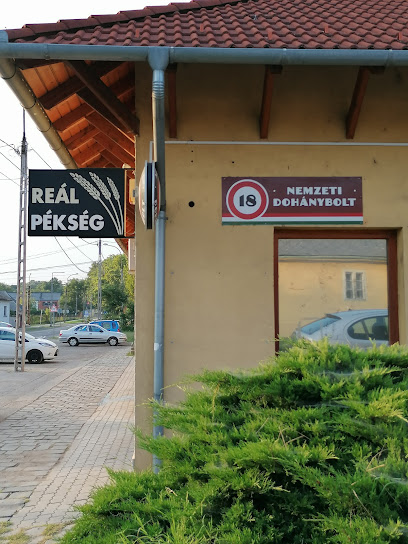 REÁL
PÉKSÉG
18
NEMZETI
DOHÁNYBOLT